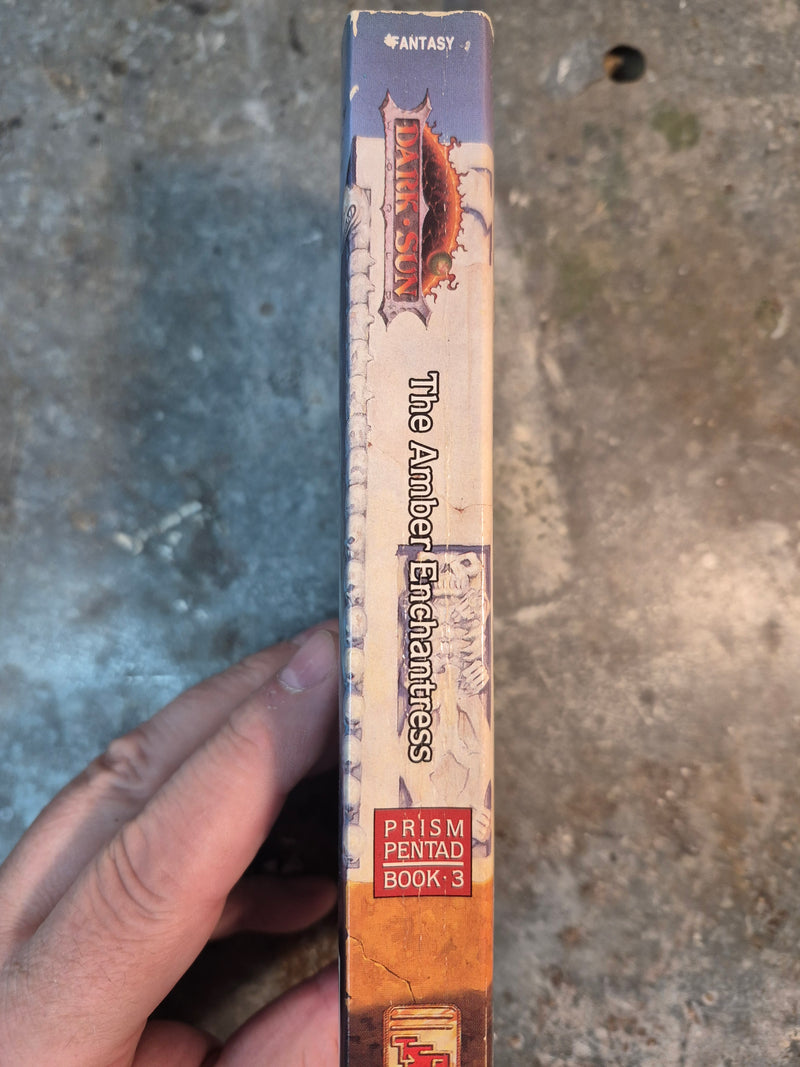 FANTASY
DARK·SUN
The Amber Enchantress
PRISM
PENTAD
BOOK·3